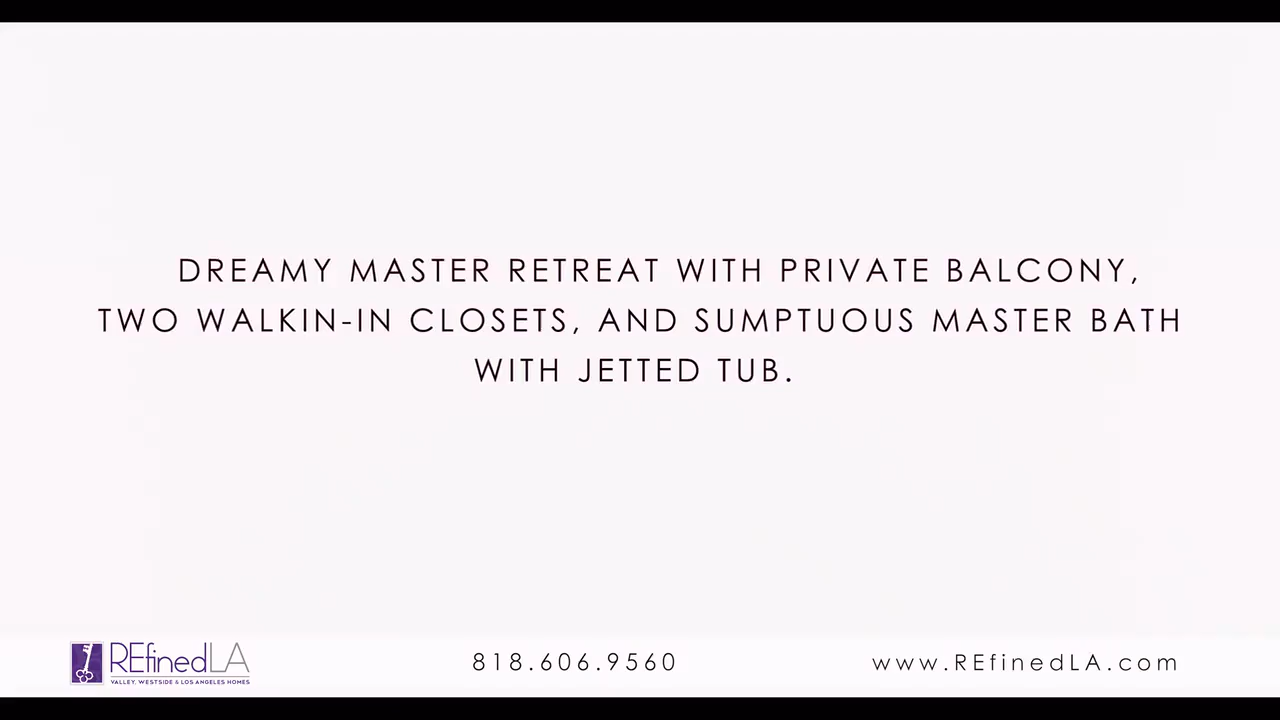 DREAMY MASTER RETREAT WITH PRIVATE BALCONY,
TWO WALKIN-IN CLOSETS, AND SUMPTUOUS MASTER BATH
WITH JETTED TUB.
REfinedLA
VALLEY, WESTSIDE & LOS ANGELES HOMES
818.606.9560
www.REfinedLA.com